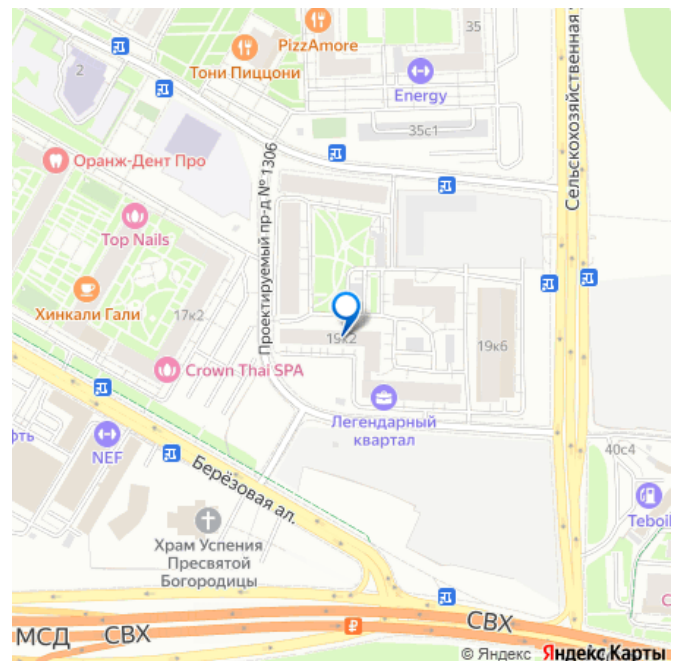 35
PizzAmore
Тони Пиццони
2
Energy
35с1
Сельскохозяйственная
Проектируемый пр-д № 1306
Оранж-Дент Про
Top Nails
Хинкали Гали
17к2
19к2
19к6
Crown Thai SPA
Легендарный
квартал
40с4
NEF
Берёзовая ал.
Teboil
Храм Успения
Пресвятой
Богородицы
МСД
СВХ
СВХ
© Яндекс Яндекс Карты